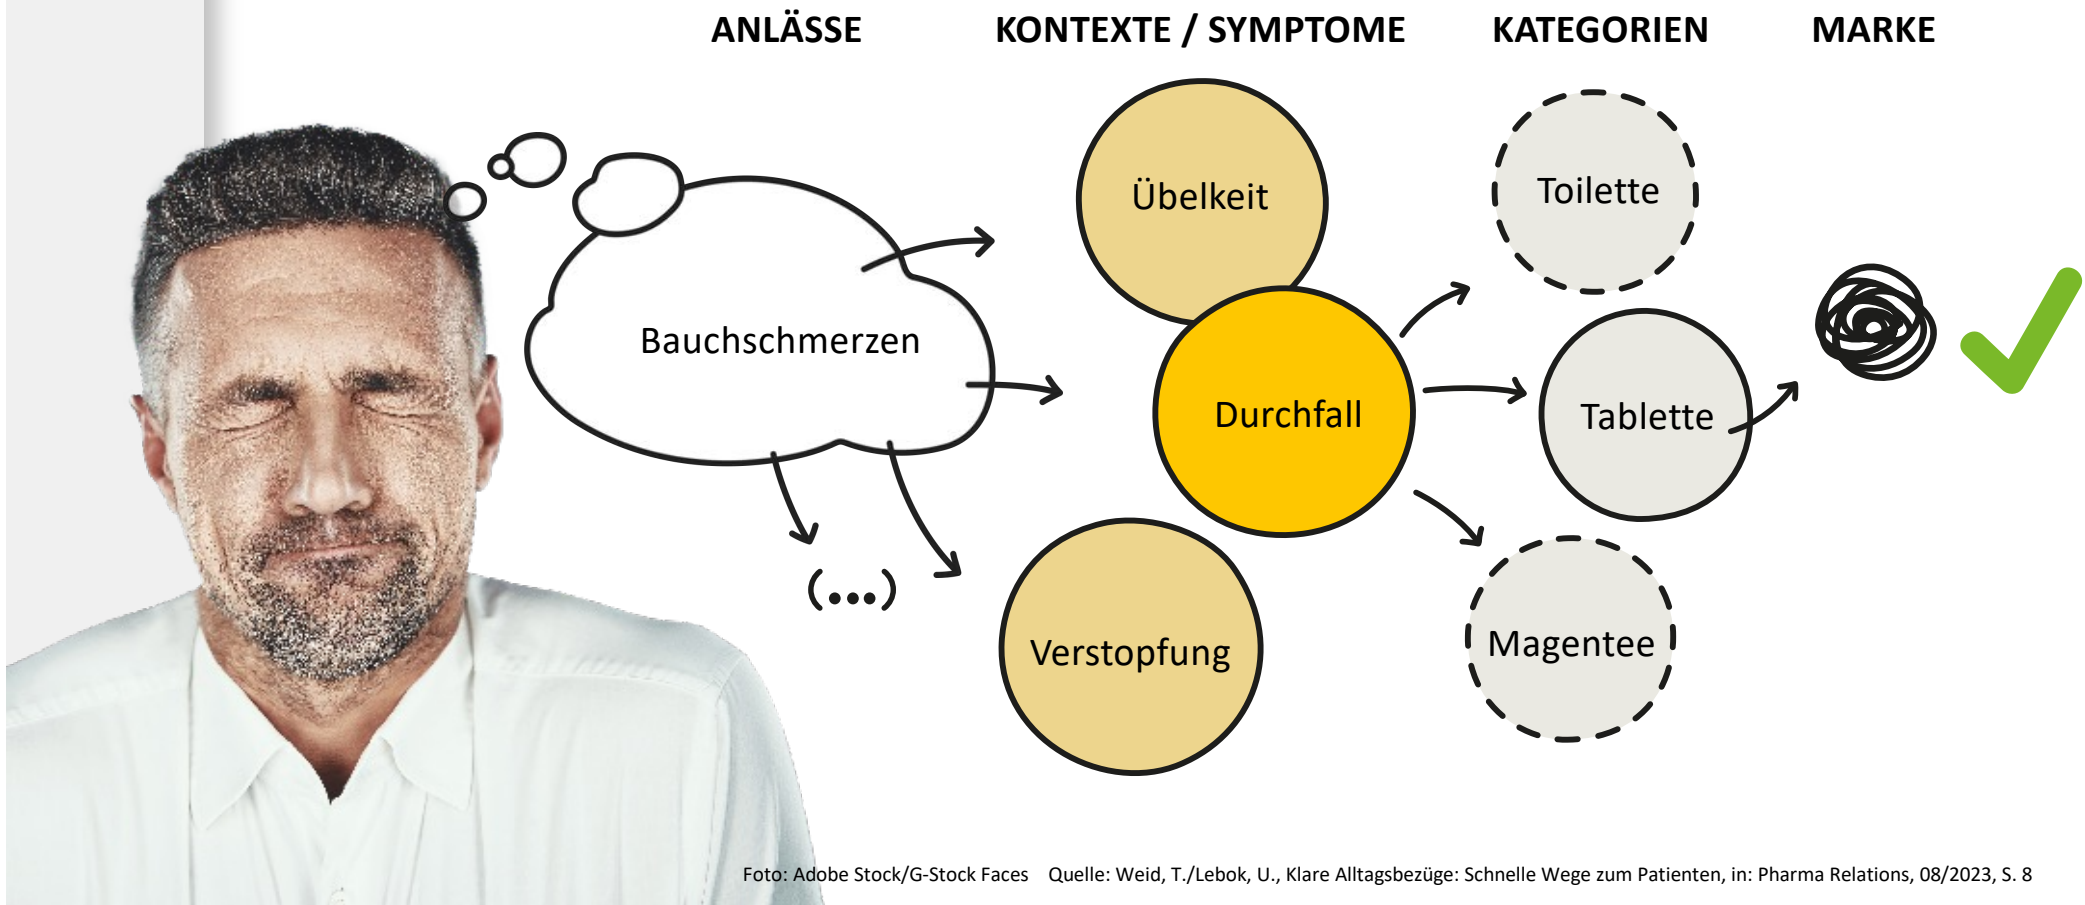 ANLÄSSE
KONTEXTE / SYMPTOME
KATEGORIEN
MARKE
Bauchschmerzen
(...)
Übelkeit
Durchfall
Verstopfung
Toilette
Tablette
Magentee
Foto: Adobe Stock/G-Stock Faces Quelle: Weid, T./Lebok, U., Klare Alltagsbezüge: Schnelle Wege zum Patienten, in: Pharma Relations, 08/2023, S. 8